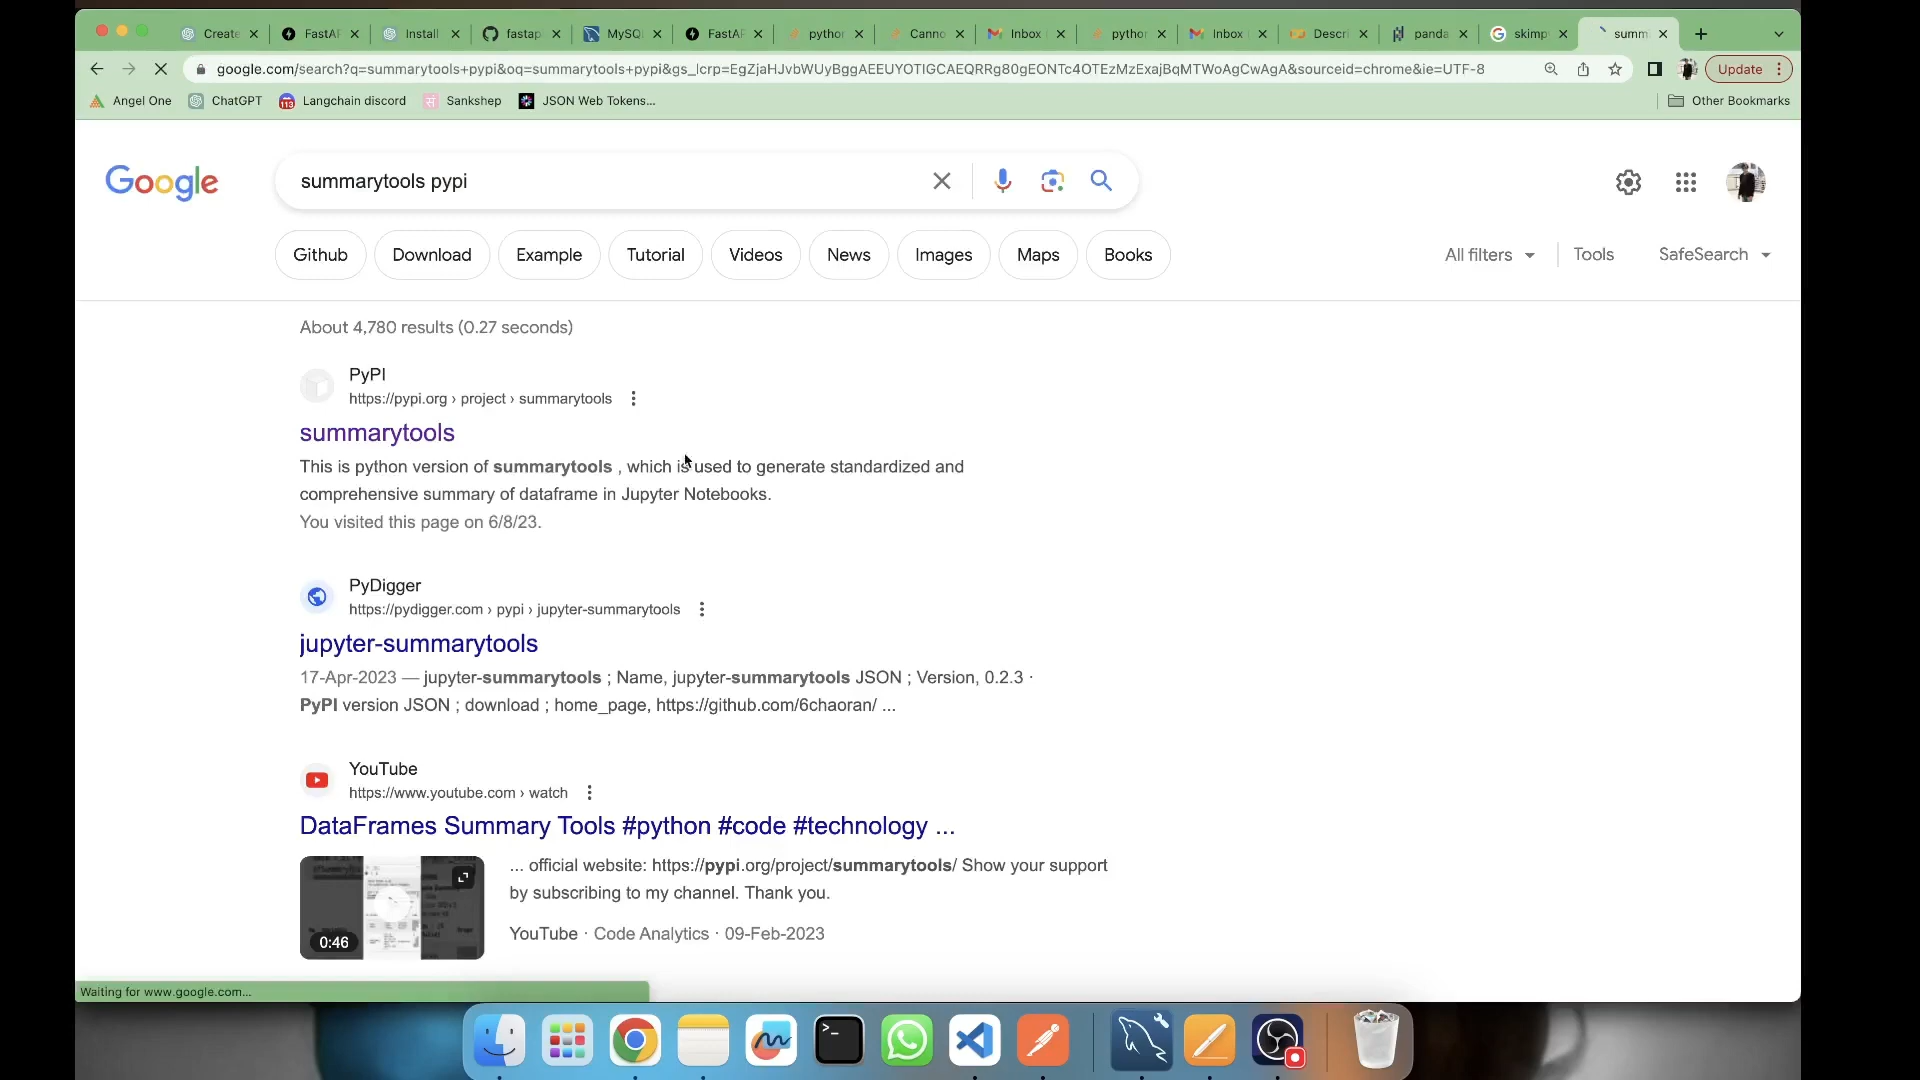 Create
FastAF
Install
fastap
MySQL
FastAF
python
Canno
Inbox
python
Inbox
Descri
panda
skimp
summ
google.com/search?q=summarytools+pypi&oq=summarytools+pypi&gs_lcrp=EgZjaHJvbWUyBggAEEUYOTIGCAEQRRg80gEONTc4OTEzMzExajBqMTWoAgCwAgA&sourceid=chrome&ie=UTF-8
Update
Angel One
ChatGPT
113
Langchain discord
Sankshep
JSON Web Tokens...
Other Bookmarks
Google
summarytools pypi
Github
Download
Example
Tutorial
Videos
News
Images
Maps
Books
All filters
Tools
SafeSearch
About 4,780 results (0.27 seconds)
PyPI
https://pypi.org › project › summarytools
summarytools
This is python version of summarytools , which is used to generate standardized and
comprehensive summary of dataframe in Jupyter Notebooks.
You visited this page on 6/8/23.
PyDigger
https://pydigger.com › pypi › jupyter-summarytools
jupyter-summarytools
17-Apr-2023 — jupyter-summarytools ; Name, jupyter-summarytools JSON ; Version, 0.2.3 ·
PyPI version JSON ; download ; home_page, https://github.com/6chaoran/ ...
YouTube
https://www.youtube.com › watch
DataFrames Summary Tools #python #code #technology ...
... official website: https://pypi.org/project/summarytools/ Show your support
by subscribing to my channel. Thank you.
0:46
YouTube · Code Analytics · 09-Feb-2023
Waiting for www.google.com...